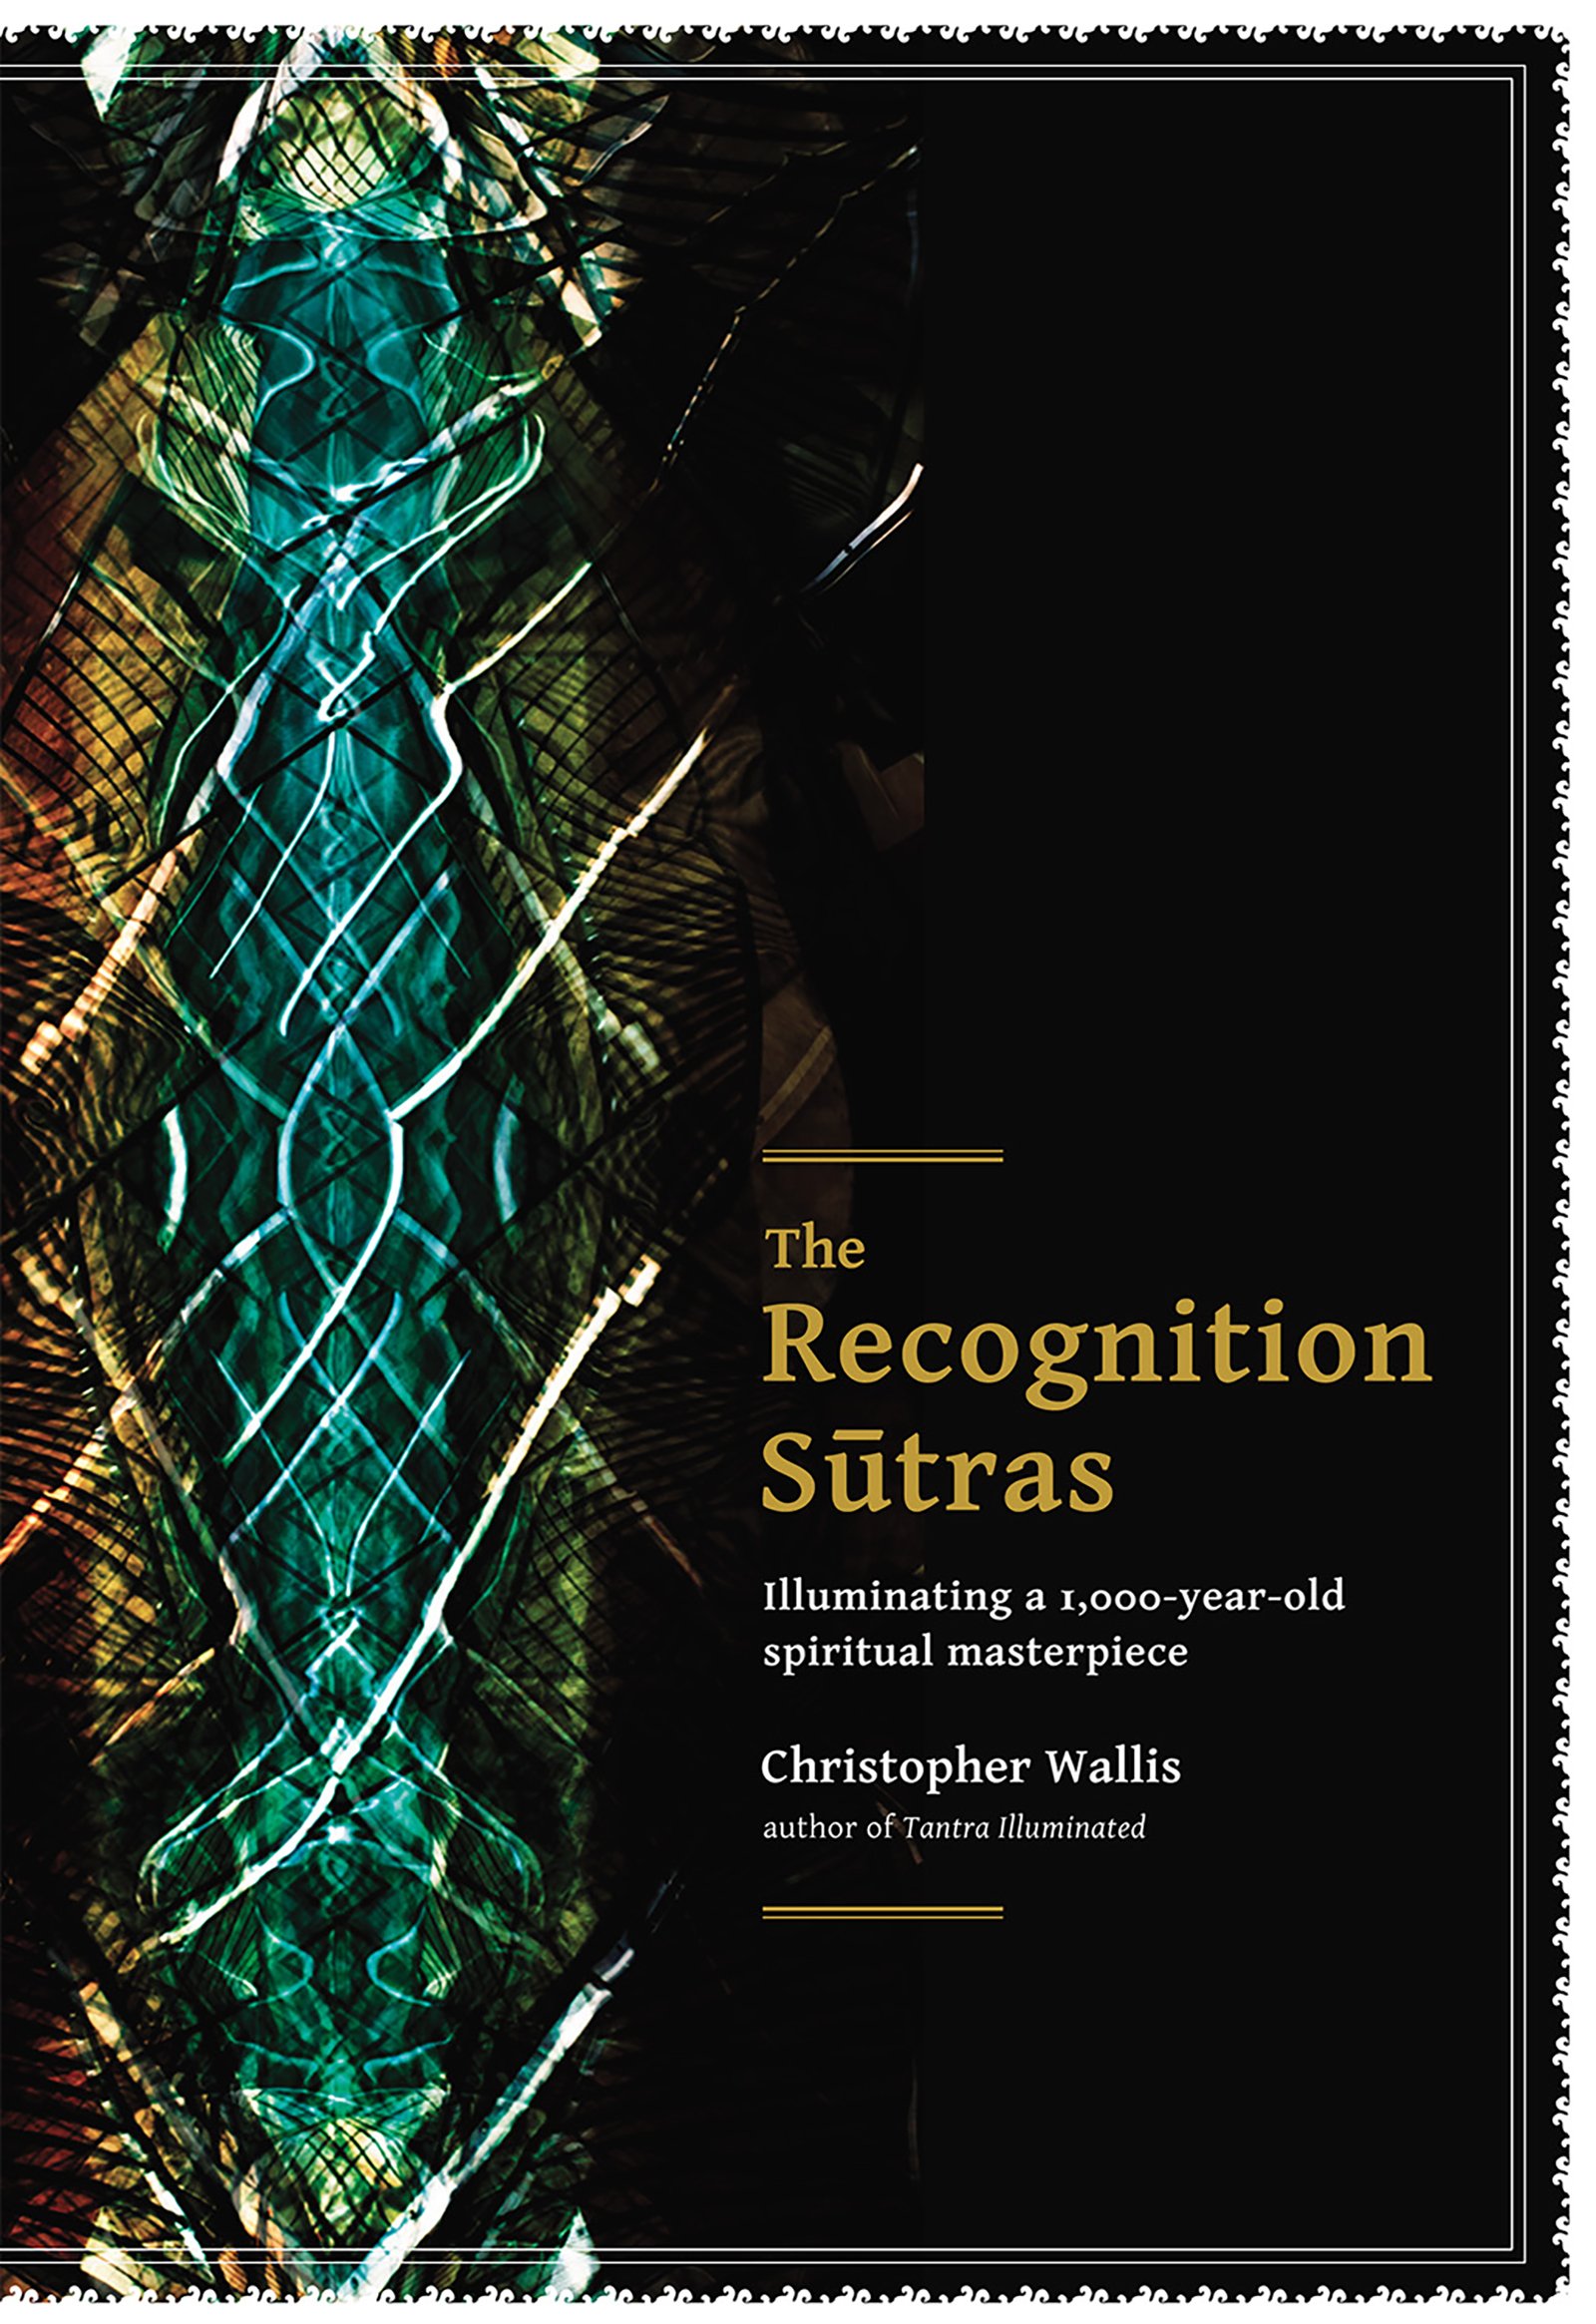 The
Recognition
Sūtras
Illuminating a 1,000-year-old
spiritual masterpiece
Christopher Wallis
author of Tantra Illuminated